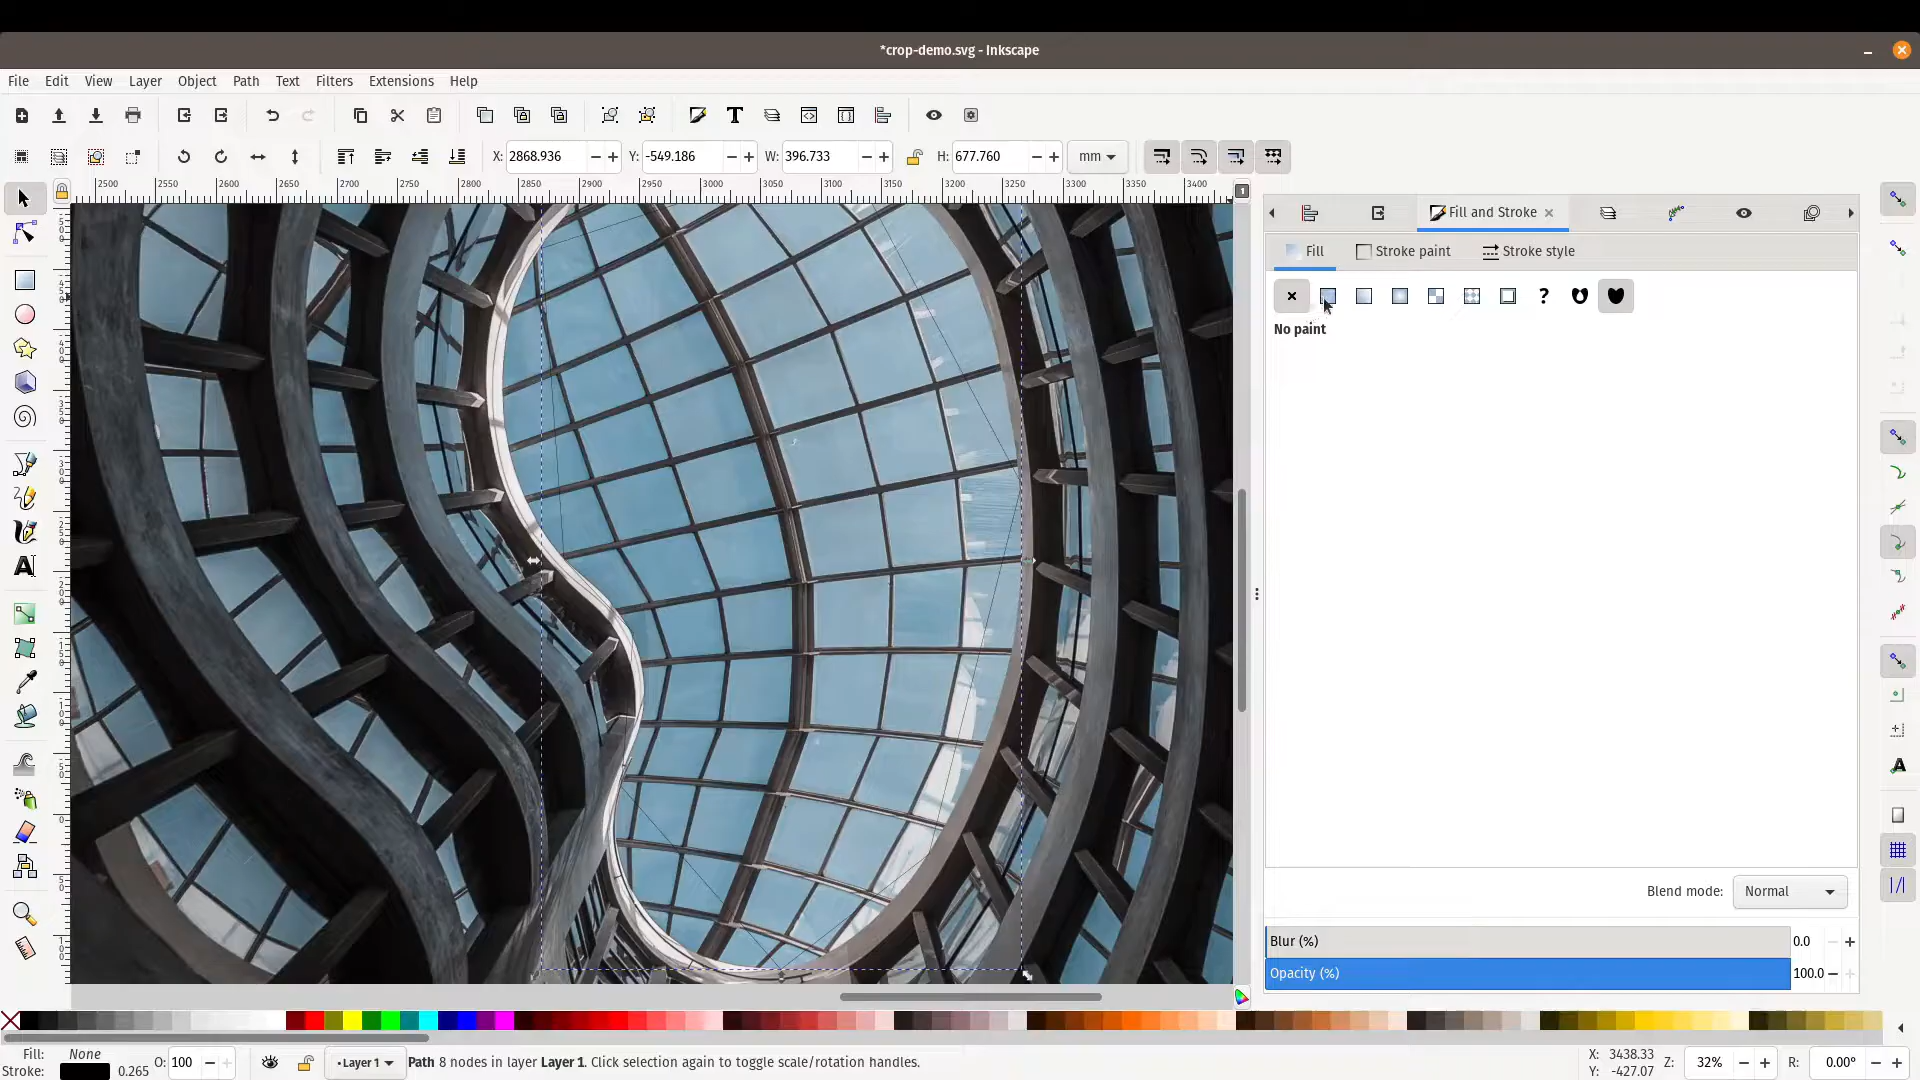 *crop-demo.svg - Inkscape
File Edit View Layer Object Path Text Filters Extensions Help
X: 2868.936 Y: -549.186 W: 396.733 H: 677.760 mm
2500 2550 2600 2650 2700 2750 2800 2850 2900 2950 3000 3050 3100 3150 3200 3250 3300 3350 3400
1
Fill and Stroke
Fill Stroke paint Stroke style
?
No paint
Blend mode: Normal
Blur (%) 0.0
Opacity (%) 100.0
Fill: None O: 100 Layer 1 Path 8 nodes in layer Layer 1. Click selection again to toggle scale/rotation handles. X: 3438.33 Z: 32% R: 0.00°
Stroke: 0.265 Y: -427.07